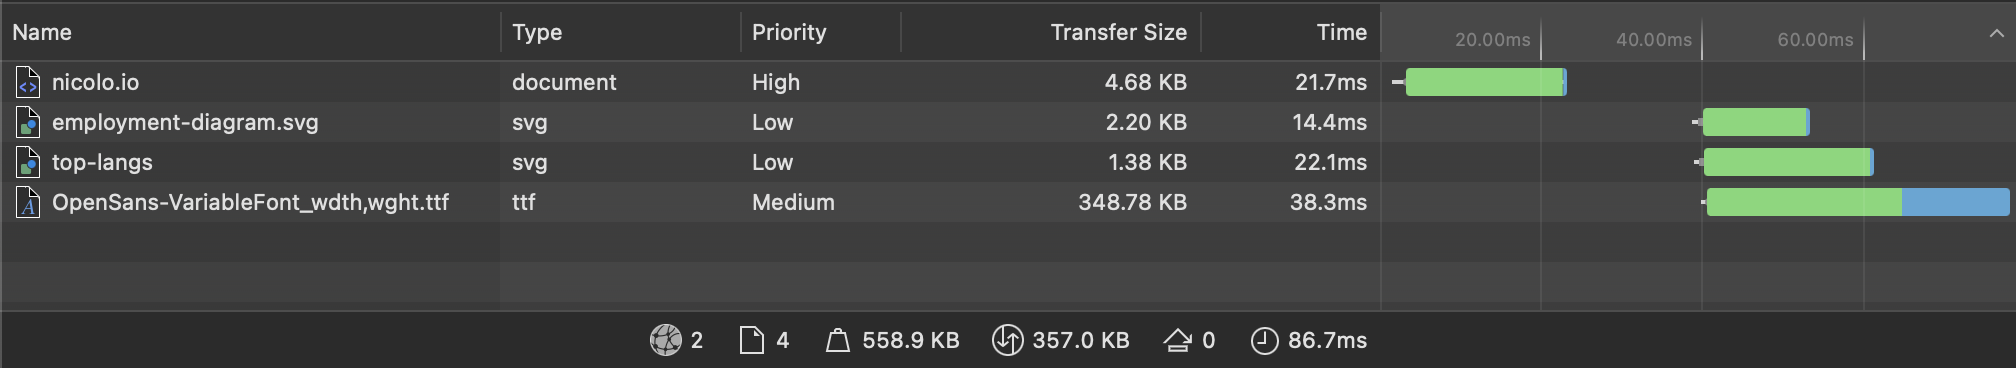 Name Type Priority Transfer Size Time 20.00ms 40.00ms 60.00ms
nicolo.io document High 4.68 KB 21.7ms
employment-diagram.svg svg Low 2.20 KB 14.4ms
top-langs svg Low 1.38 KB 22.1ms
OpenSans-VariableFont_wdth,wght.ttf ttf Medium 348.78 KB 38.3ms
2 4 558.9 KB 357.0 KB 0 86.7ms